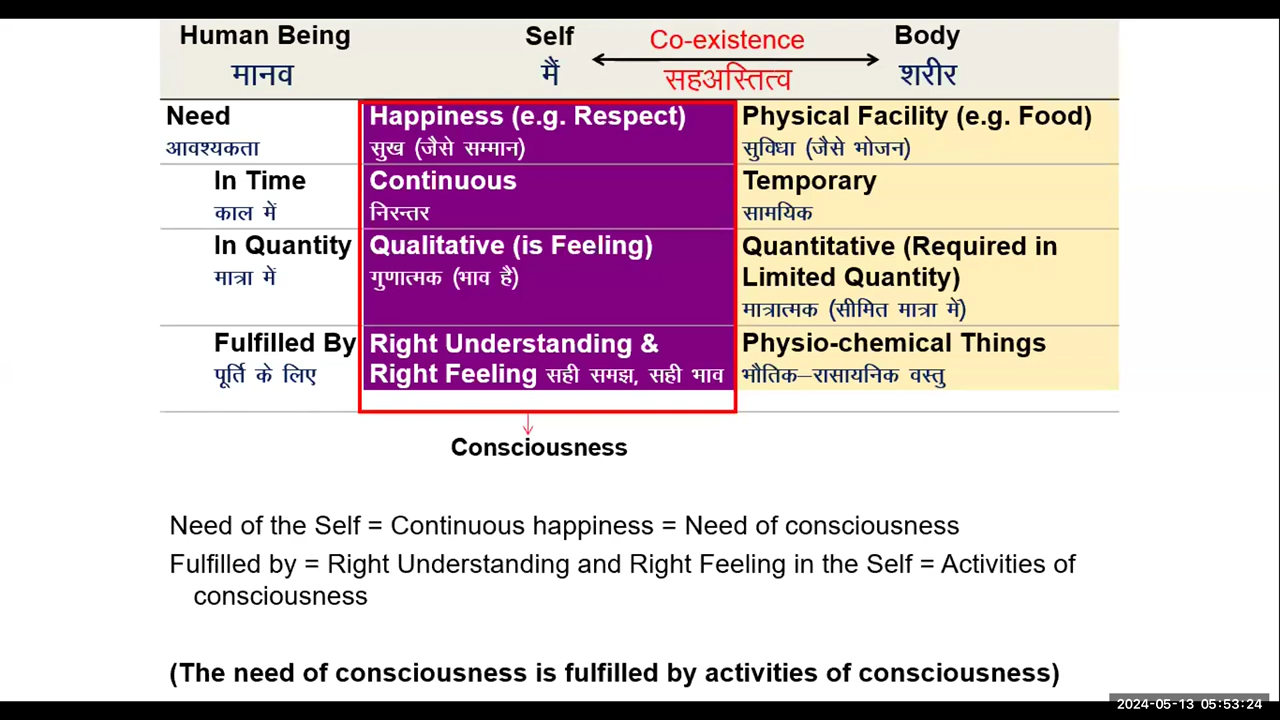 Human Being Self Co-existence Body
मानव मैं सहअस्तित्व शरीर
Need Happiness (e.g. Respect) Physical Facility (e.g. Food)
आवश्यकता सुख (जैसे सम्मान) सुविधा (जैसे भोजन)
In Time Continuous Temporary
काल में निरन्तर सामयिक
In Quantity Qualitative (is Feeling) Quantitative (Required in
मात्रा में गुणात्मक (भाव है) Limited Quantity)
मात्रात्मक (सीमित मात्रा में)
Fulfilled By Right Understanding & Physio-chemical Things
पूर्ति के लिए Right Feeling सही समझ, सही भाव भौतिक–रासायनिक वस्तु
Consciousness
Need of the Self = Continuous happiness = Need of consciousness
Fulfilled by = Right Understanding and Right Feeling in the Self = Activities of
consciousness
(The need of consciousness is fulfilled by activities of consciousness)
2024-05-13 05:53:24